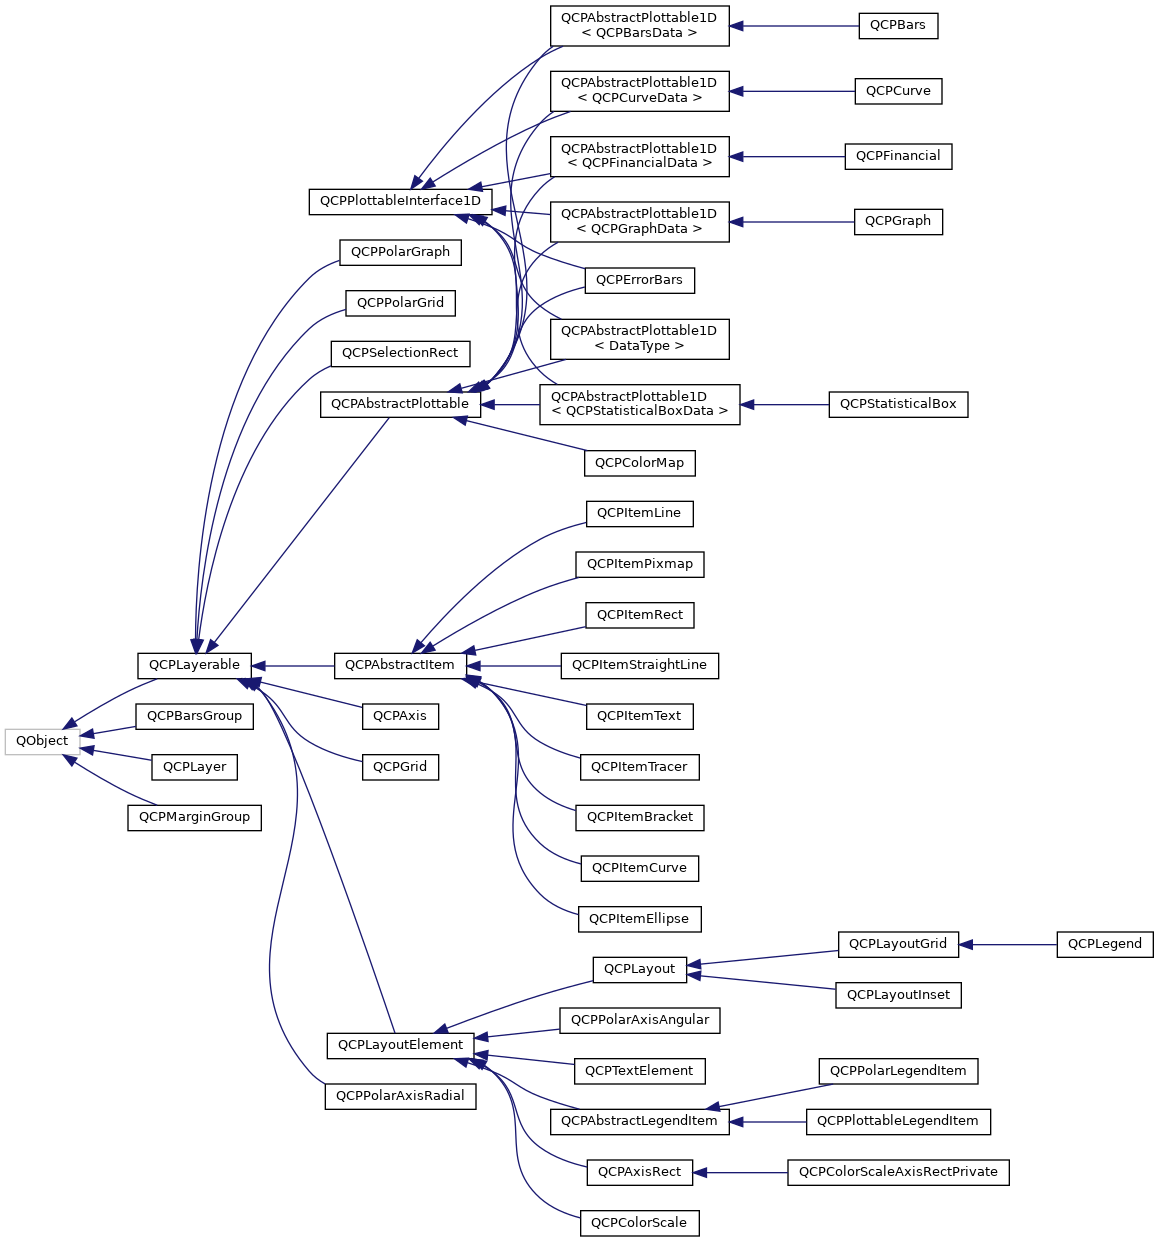 QCPAbstractPlottable1D
< QCPBarsData >
QCPBars
QCPAbstractPlottable1D
< QCPCurveData >
QCPCurve
QCPAbstractPlottable1D
< QCPFinancialData >
QCPFinancial
QCPPlottableInterface1D
QCPAbstractPlottable1D
< QCPGraphData >
QCPGraph
QCPPolarGraph
QCPErrorBars
QCPPolarGrid
QCPAbstractPlottable1D
< DataType >
QCPSelectionRect
QCPAbstractPlottable
QCPAbstractPlottable1D
< QCPStatisticalBoxData >
QCPStatisticalBox
QCPColorMap
QCPItemLine
QCPItemPixmap
QCPItemRect
QCPLayerable
QCPAbstractItem
QCPItemStraightLine
QCPBarsGroup
QCPAxis
QCPItemText
QObject
QCPLayer
QCPGrid
QCPItemTracer
QCPMarginGroup
QCPItemBracket
QCPItemCurve
QCPItemEllipse
QCPLayoutGrid
QCPLegend
QCPLayout
QCPLayoutInset
QCPPolarAxisAngular
QCPLayoutElement
QCPTextElement
QCPPolarLegendItem
QCPPolarAxisRadial
QCPAbstractLegendItem
QCPPlottableLegendItem
QCPAxisRect
QCPColorScaleAxisRectPrivate
QCPColorScale